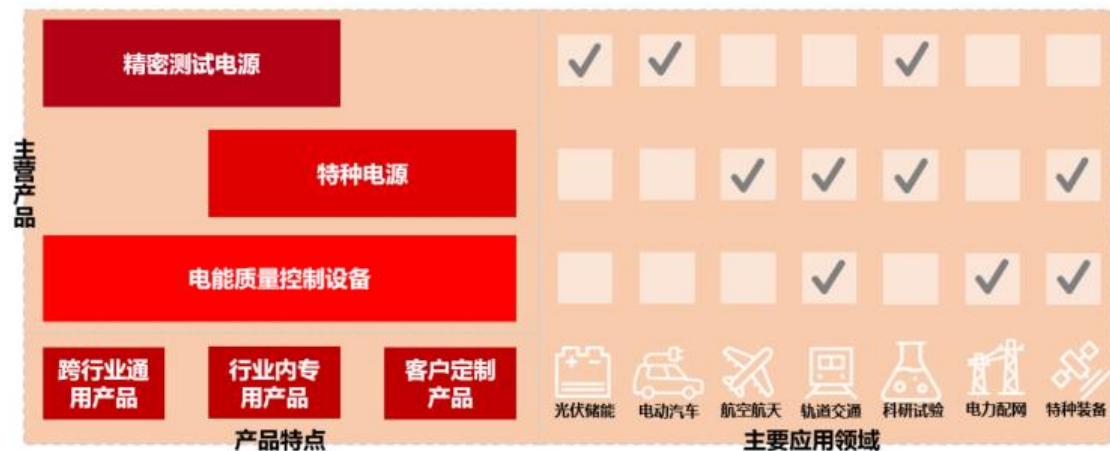 主营产品
精密测试电源
特种电源
电能质量控制设备
跨行业通
用产品
行业内专
用产品
客户定制
产品
光伏储能
电动汽车
航空航天
轨道交通
科研试验
电力配网
特种装备
产品特点
主要应用领域